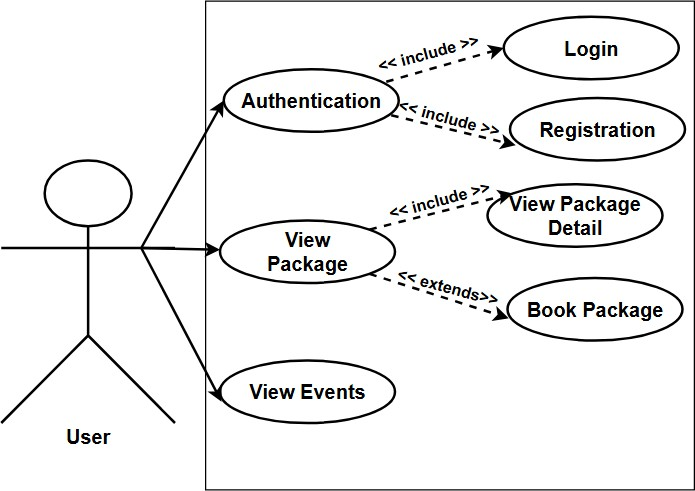 << include >>
Login
Authentication
<< include >>
Registration
<< include >>
View Package
Detail
View
Package
<< extends>>
Book Package
View Events
User